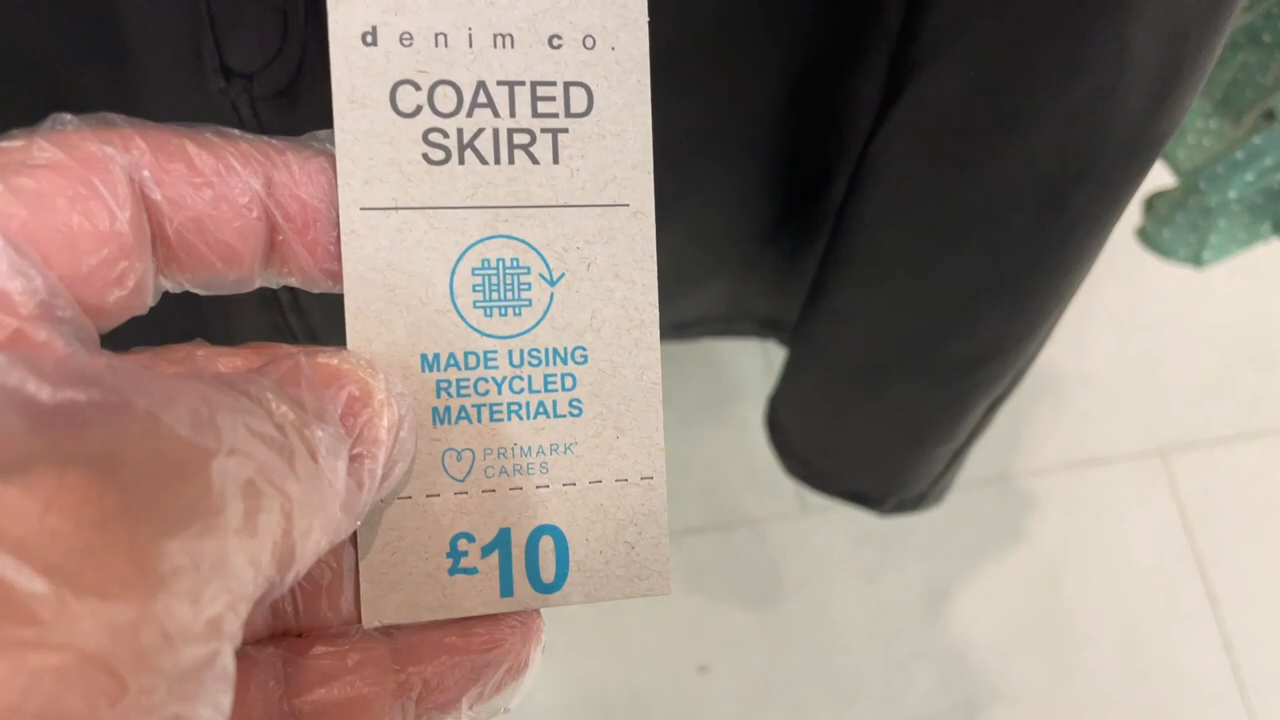 denim co.
COATED
SKIRT
MADE USING
RECYCLED
MATERIALS
PRIMARK
CARES
£10